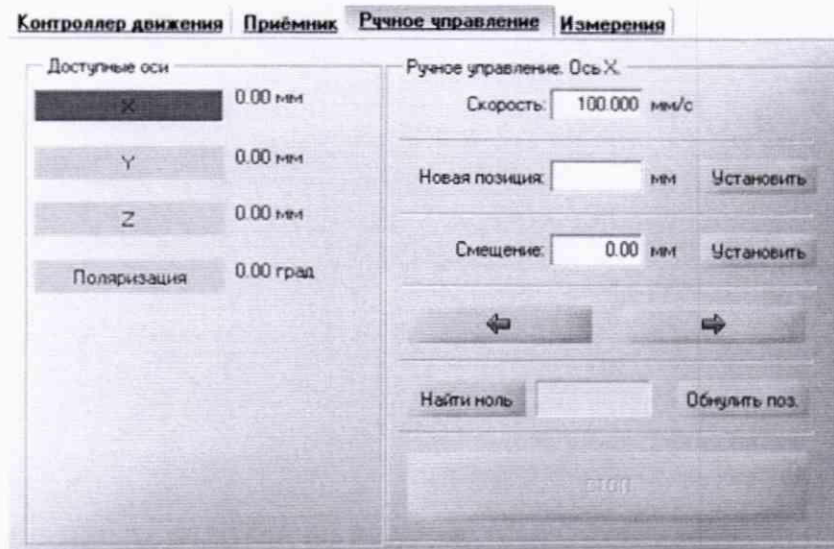 Контроллер движения Приёмник Ручное управление Измерения
Доступные оси
X 0.00 мм
Y 0.00 мм
Z 0.00 мм
Поляризация 0.00 град
Ручное управление. Ось X.
Скорость: 100.000 мм/с
Новая позиция: мм Установить
Смещение: 0.00 мм Установить
Найти ноль Обнулить поз.
СТОП